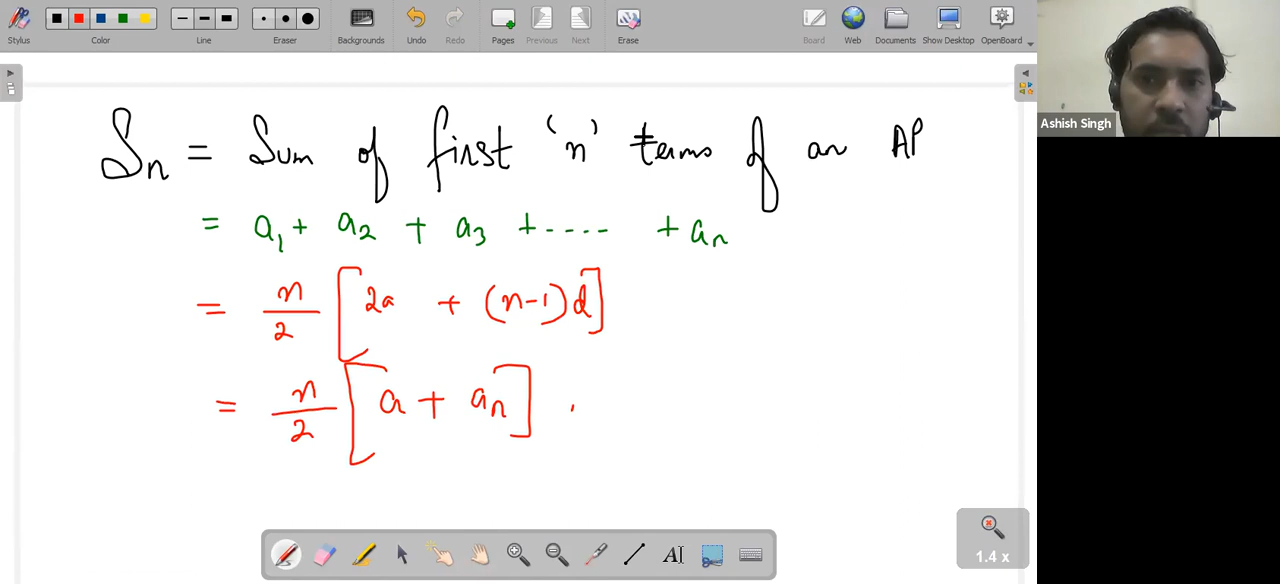 Stylus Color Line Eraser Backgrounds Undo Redo Pages Previous Next Erase Board Web Documents Show Desktop OpenBoard
Ashish Singh
Sn = Sum of first 'n' terms of an AP
= a₁ + a₂ + a₃ + .... + aₙ
= n/2 [2a + (n-1)d]
= n/2 [a + aₙ]
AI
1.4 x